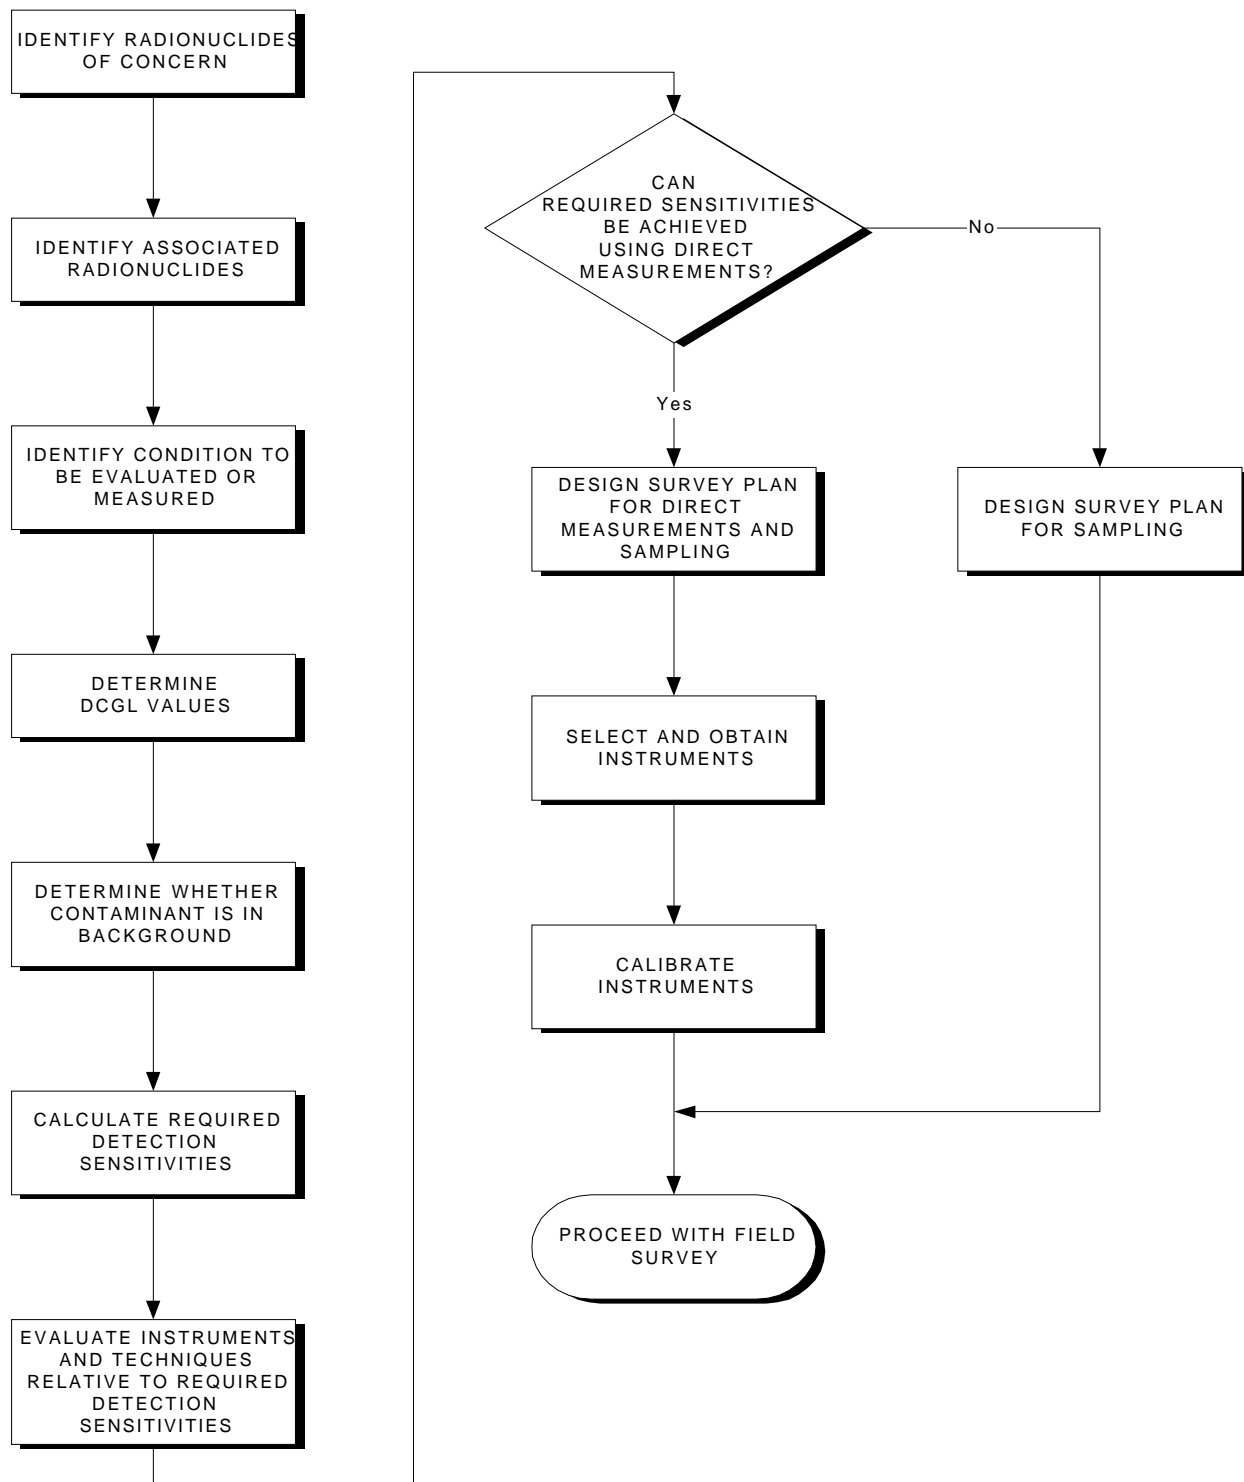 IDENTIFY RADIONUCLIDES
OF CONCERN
IDENTIFY ASSOCIATED
RADIONUCLIDES
IDENTIFY CONDITION TO
BE EVALUATED OR
MEASURED
DETERMINE
DCGL VALUES
DETERMINE WHETHER
CONTAMINANT IS IN
BACKGROUND
CALCULATE REQUIRED
DETECTION
SENSITIVITIES
EVALUATE INSTRUMENTS
AND TECHNIQUES
RELATIVE TO REQUIRED
DETECTION
SENSITIVITIES
CAN
REQUIRED SENSITIVITIES
BE ACHIEVED
USING DIRECT
MEASUREMENTS?
No
Yes
DESIGN SURVEY PLAN
FOR DIRECT
MEASUREMENTS AND
SAMPLING
DESIGN SURVEY PLAN
FOR SAMPLING
SELECT AND OBTAIN
INSTRUMENTS
CALIBRATE
INSTRUMENTS
PROCEED WITH FIELD
SURVEY